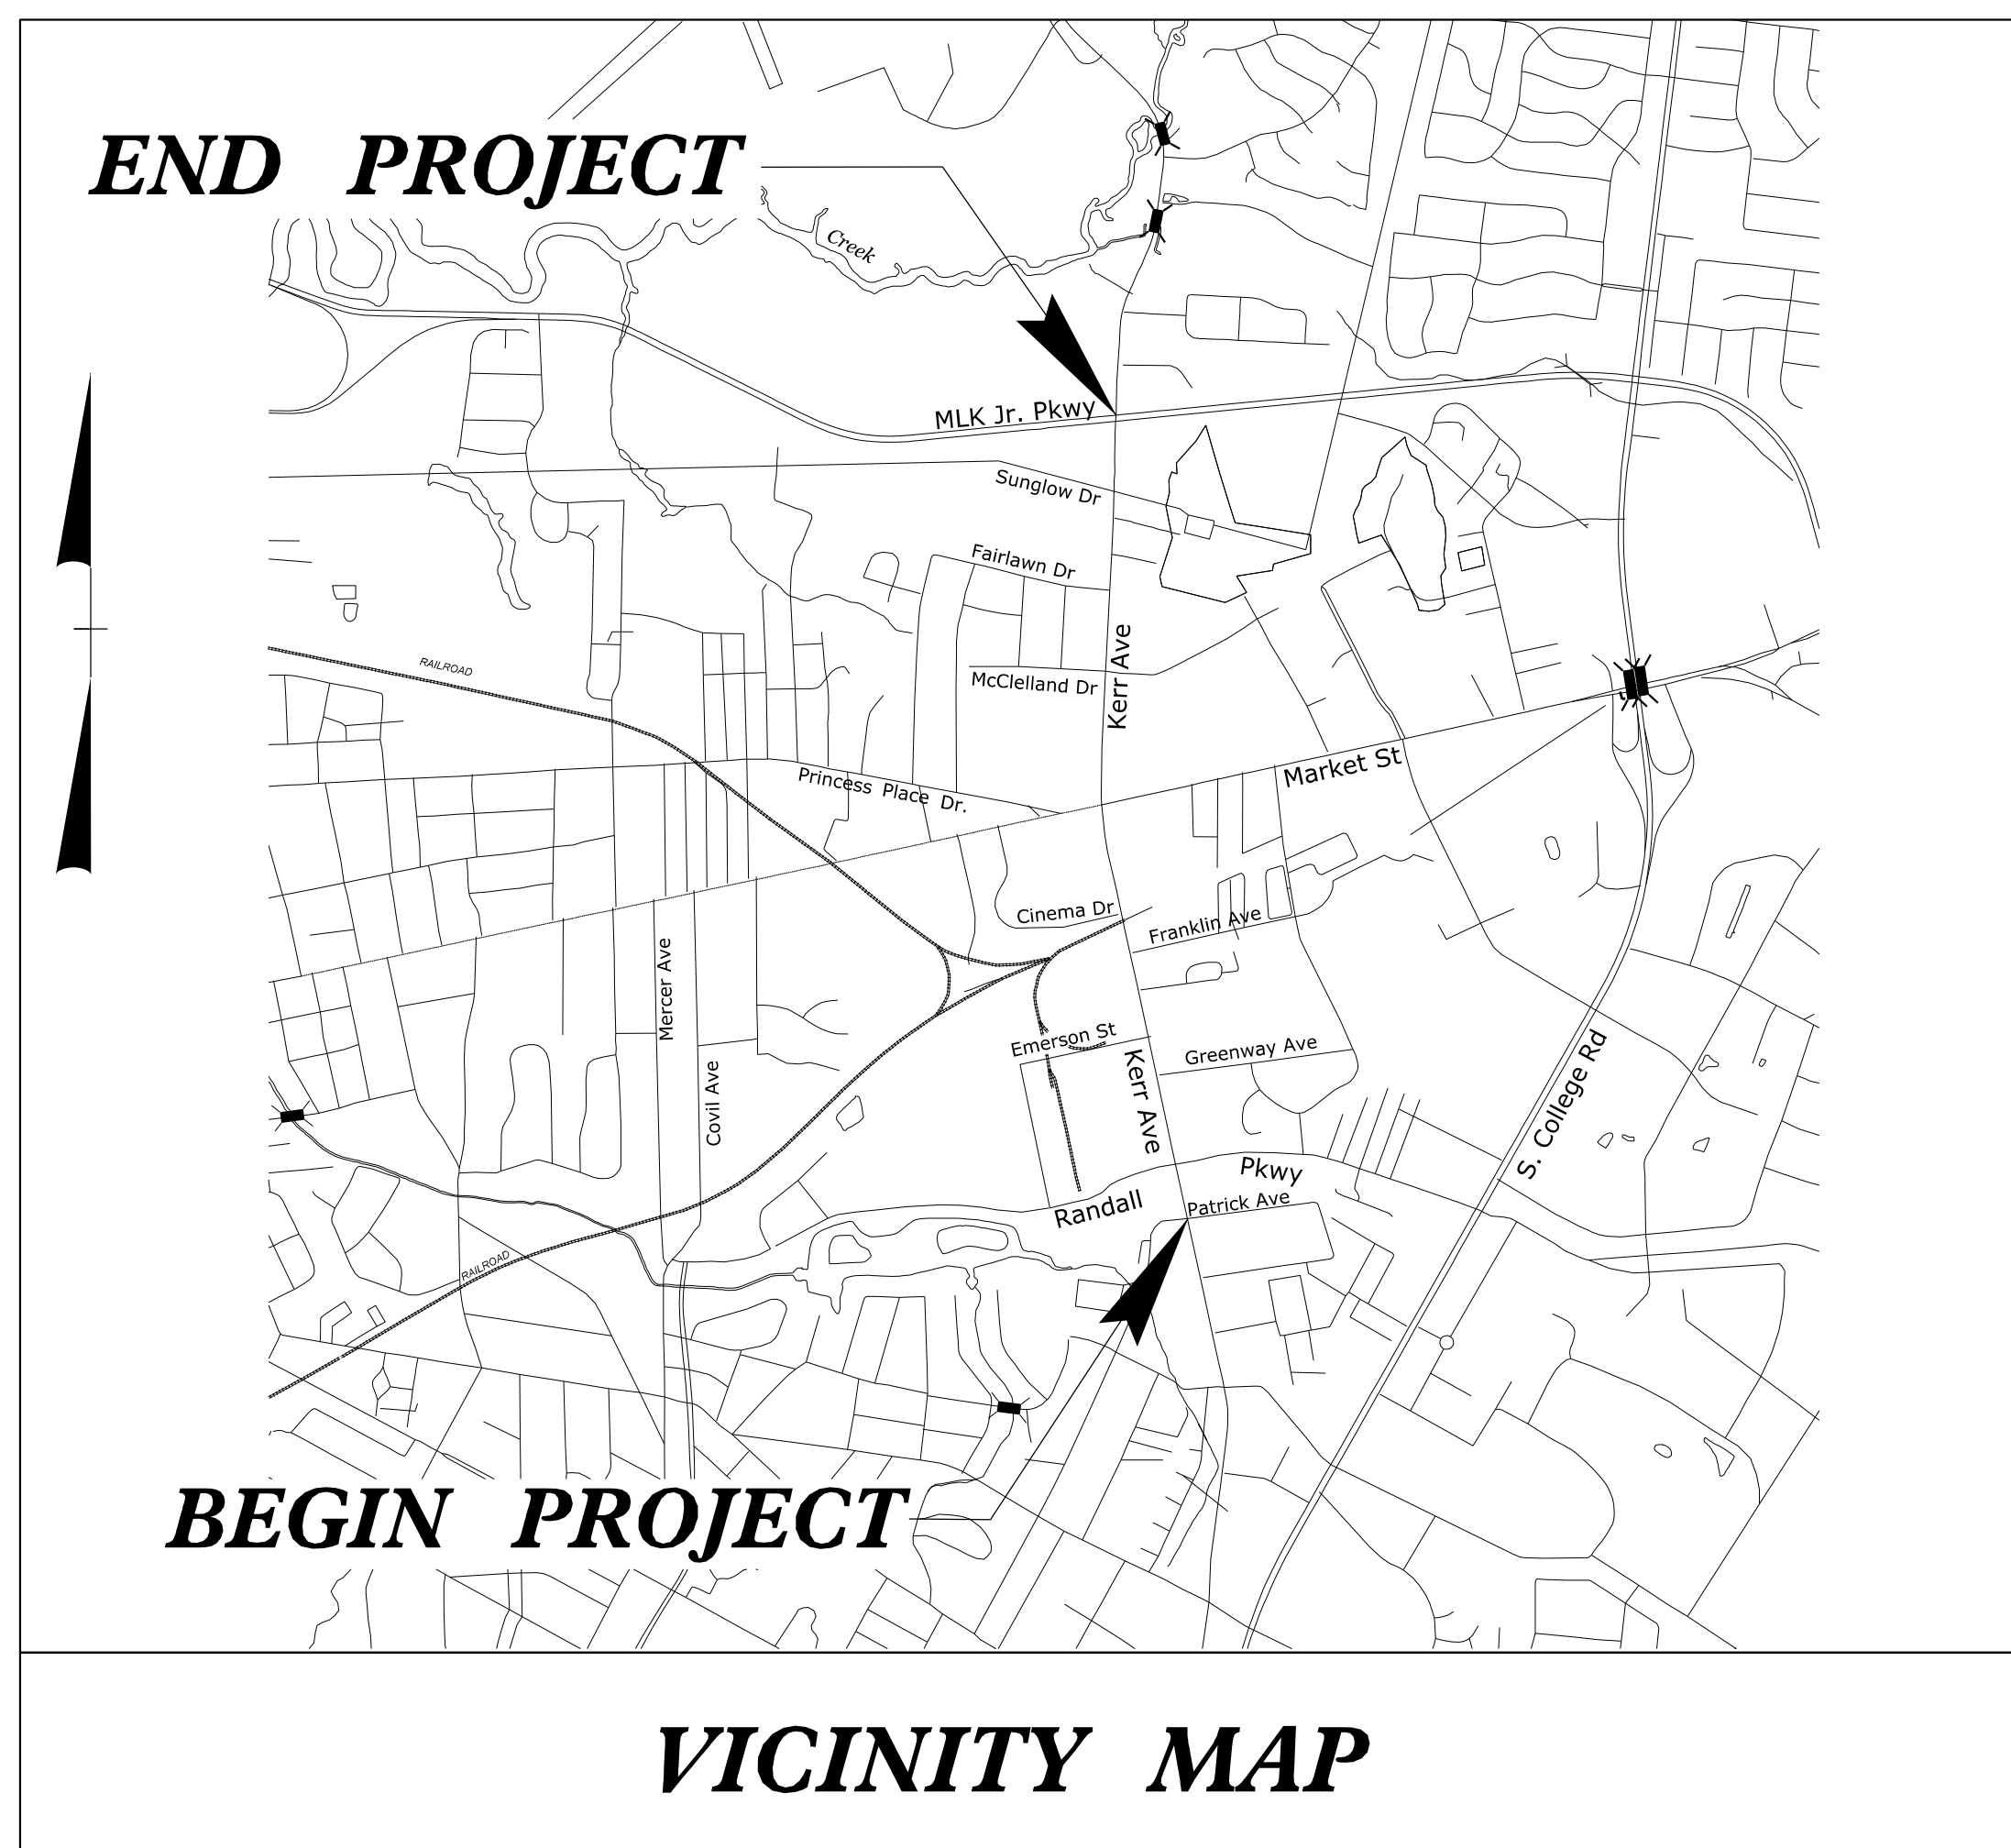 END PROJECT
Creek
MLK Jr. Pkwy
Sunglow Dr
Fairlawn Dr
Kerr Ave
RAILROAD
McClelland Dr
Market St
Princess Place Dr.
Cinema Dr
Franklin Ave
Mercer Ave
Emerson St
Greenway Ave
Kerr Ave
S. College Rd
Covil Ave
Pkwy
Randall
Patrick Ave
RAILROAD
BEGIN PROJECT
VICINITY MAP